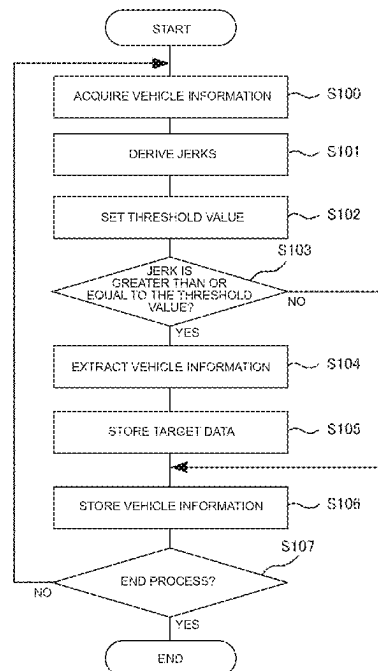 START
ACQUIRE VEHICLE INFORMATION
S100
DERIVE JERKS
S101
SET THRESHOLD VALUE
S102
S103
JERK IS
GREATER THAN OR
EQUAL TO THE THRESHOLD
VALUE?
NO
YES
EXTRACT VEHICLE INFORMATION
S104
STORE TARGET DATA
S105
STORE VEHICLE INFORMATION
S106
S107
END PROCESS?
NO
YES
END